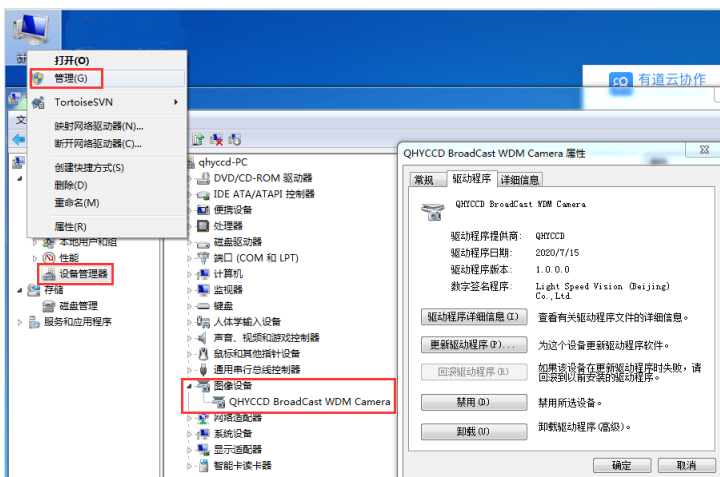 打开(O)
管理(G)
TortoiseSVN
映射网络驱动器(N)...
断开网络驱动器(C)...
创建快捷方式(S)
删除(D)
重命名(M)
属性(R)
有道云协作
文
本地用户和组
性能
设备管理器
存储
磁盘管理
服务和应用程序
qhyccd-PC
DVD/CD-ROM 驱动器
IDE ATA/ATAPI 控制器
便携设备
处理器
磁盘驱动器
端口 (COM 和 LPT)
计算机
监视器
键盘
人体学输入设备
声音、视频和游戏控制器
鼠标和其他指针设备
通用串行总线控制器
图像设备
QHYCCD BroadCast WDM Camera
网络适配器
系统设备
显示适配器
智能卡读卡器
QHYCCD BroadCast WDM Camera 属性
常规 驱动程序 详细信息
QHYCCD BroadCast WDM Camera
驱动程序提供商: QHYCCD
驱动程序日期: 2020/7/15
驱动程序版本: 1.0.0.0
数字签名程序: Light Speed Vision (Beijing)
Co.,Ltd.
驱动程序详细信息(I) 查看有关驱动程序文件的详细信息。
更新驱动程序(P)... 为这个设备更新驱动程序软件。
回滚驱动程序(R) 如果该设备在更新驱动程序时失败，请
回滚到以前安装的驱动程序。
禁用(D) 禁用所选设备。
卸载(U) 卸载驱动程序(高级)。
确定 取消